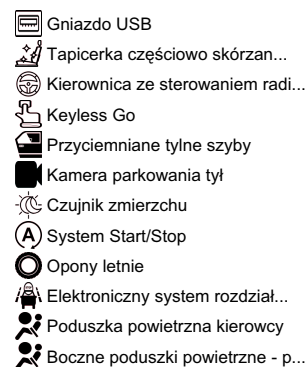 Gniazdo USB
Tapicerka częściowo skórzan...
Kierownica ze sterowaniem radi...
Keyless Go
Przyciemniane tylne szyby
Kamera parkowania tył
Czujnik zmierzchu
A System Start/Stop
Opony letnie
Elektroniczny system rozdział...
Poduszka powietrzna kierowcy
Boczne poduszki powietrzne - p...